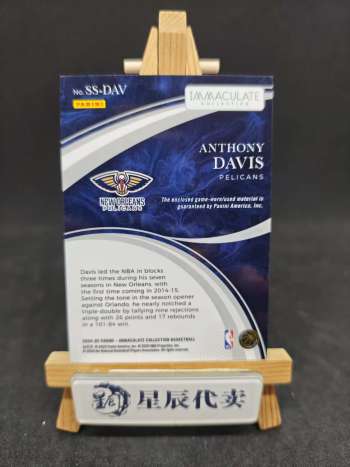 No. SS-DAV
PANINI
IMMACULATE
COLLECTION
ANTHONY
DAVIS
PELICANS
NEW ORLEANS
PELICANS
The enclosed game-worn/used material is
guaranteed by Panini America, Inc.
Davis led the NBA in blocks
three times during his seven
seasons in New Orleans, with
the first time coming in 2014-15.
Setting the tone in the season opener
against Orlando, he nearly notched a
triple-double by tallying nine rejections
along with 26 points and 17 rebounds
in a 101-84 win.
星辰代卖